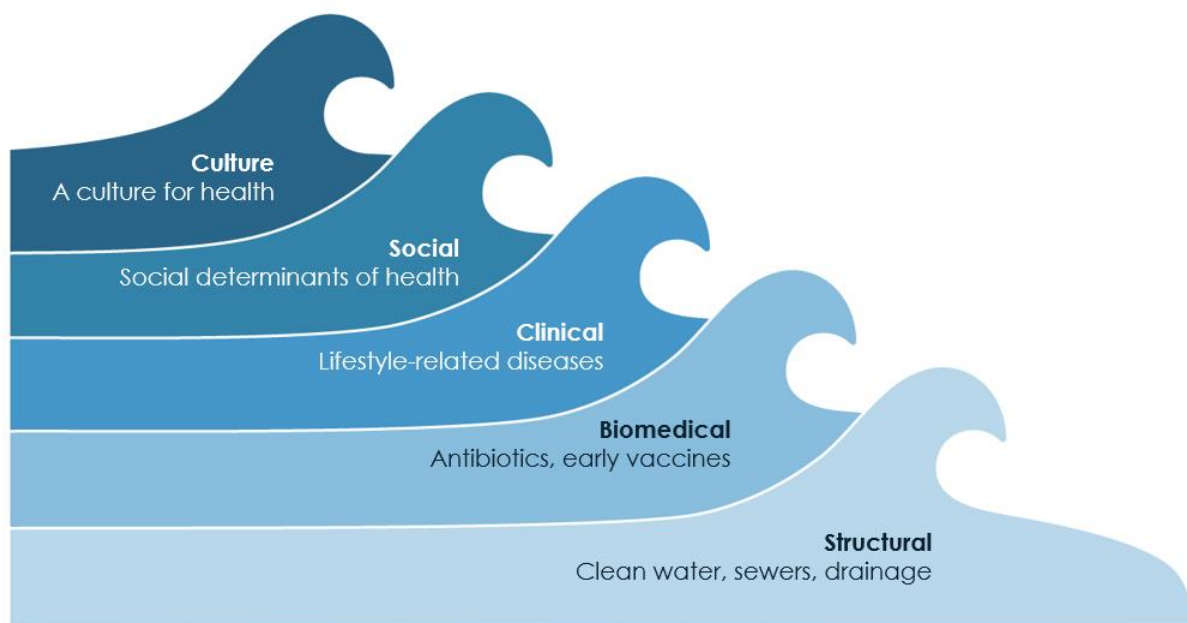 Culture
A culture for health
Social
Social determinants of health
Clinical
Lifestyle-related diseases
Biomedical
Antibiotics, early vaccines
Structural
Clean water, sewers, drainage